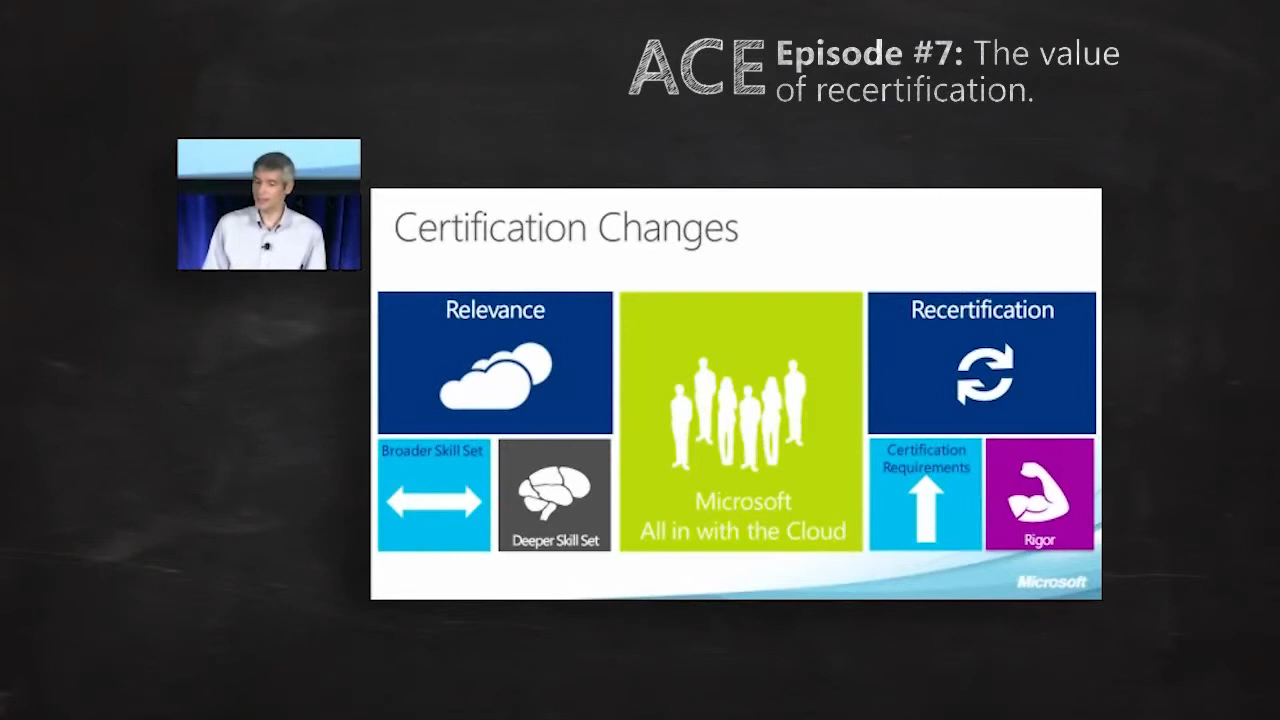 ACE Episode #7: The value
of recertification.
Certification Changes
Relevance
Recertification
Broader Skill Set
Deeper Skill Set
Microsoft
All in with the Cloud
Certification
Requirements
Rigor
Microsoft